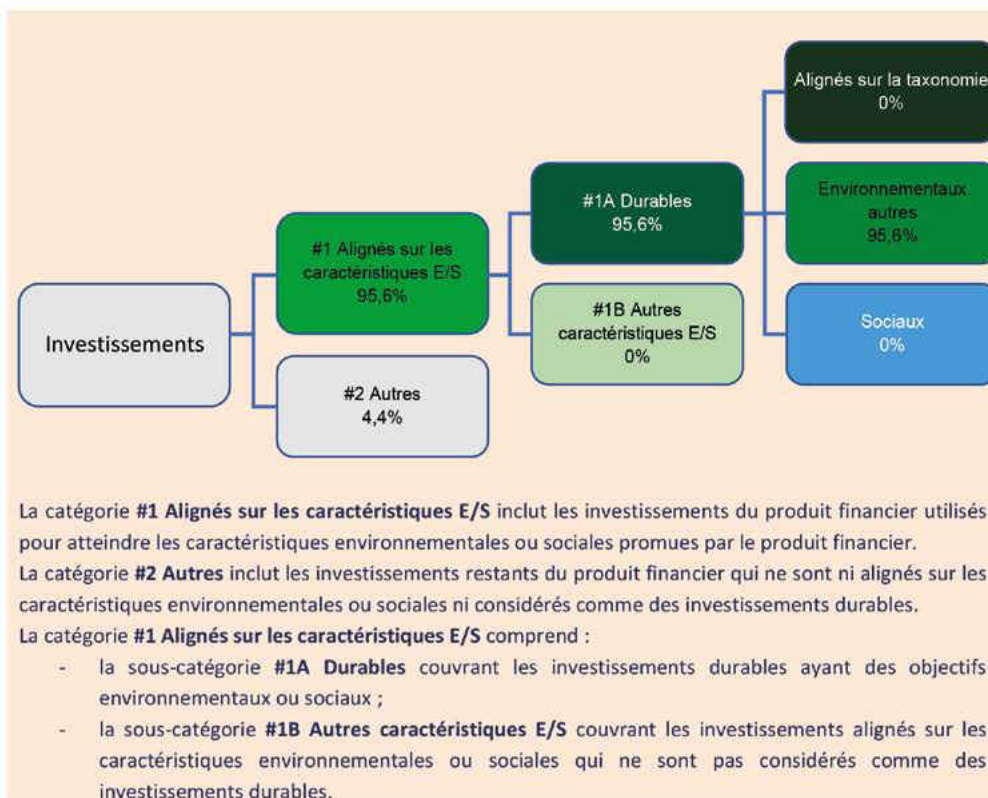 Alignés sur la taxonomie
0%
#1A Durables
95,6%
Environnementaux
autres
95,6%
#1 Alignés sur les
caractéristiques E/S
95,6%
#1B Autres
caractéristiques E/S
0%
Sociaux
0%
Investissements
#2 Autres
4,4%
La catégorie #1 Alignés sur les caractéristiques E/S inclut les investissements du produit financier utilisés
pour atteindre les caractéristiques environnementales ou sociales promues par le produit financier.
La catégorie #2 Autres inclut les investissements restants du produit financier qui ne sont ni alignés sur les
caractéristiques environnementales ou sociales ni considérés comme des investissements durables.
La catégorie #1 Alignés sur les caractéristiques E/S comprend :
- la sous-catégorie #1A Durables couvrant les investissements durables ayant des objectifs
environnementaux ou sociaux ;
- la sous-catégorie #1B Autres caractéristiques E/S couvrant les investissements alignés sur les
caractéristiques environnementales ou sociales qui ne sont pas considérés comme des
investissements durables.